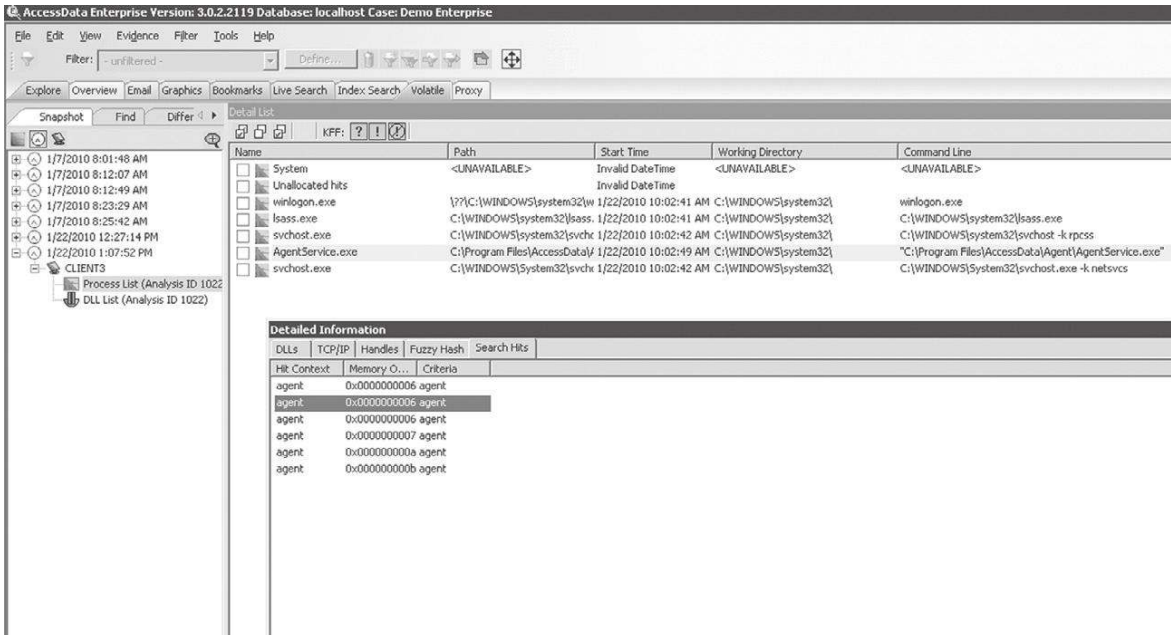 AccessData Enterprise Version: 3.0.2.2119 Database: localhost Case: Demo Enterprise
File Edit View Evidence Filter Tools Help
Filter: - unfiltered - Define...
Explore Overview Email Graphics Bookmarks Live Search Index Search Volatile Proxy
Snapshot Find Differ
Detail List
KFF: ? !
Name Path Start Time Working Directory Command Line
1/7/2010 8:01:48 AM
1/7/2010 8:12:07 AM
1/7/2010 8:12:49 AM
1/7/2010 8:23:29 AM
1/7/2010 8:25:42 AM
1/22/2010 12:27:14 PM
1/22/2010 1:07:52 PM
CLIENT3
Process List (Analysis ID 1022
DLL List (Analysis ID 1022)
System <UNAVAILABLE> Invalid DateTime <UNAVAILABLE> <UNAVAILABLE>
Unallocated hits Invalid DateTime
winlogon.exe \??\C:\WINDOWS\system32\w 1/22/2010 10:02:41 AM C:\WINDOWS\system32\ winlogon.exe
lsass.exe C:\WINDOWS\system32\lsass. 1/22/2010 10:02:41 AM C:\WINDOWS\system32\ C:\WINDOWS\system32\lsass.exe
svchost.exe C:\WINDOWS\system32\svchc 1/22/2010 10:02:42 AM C:\WINDOWS\system32\ C:\WINDOWS\system32\svchost -k rpcss
AgentService.exe C:\Program Files\AccessData\A 1/22/2010 10:02:49 AM C:\WINDOWS\system32\ "C:\Program Files\AccessData\Agent\AgentService.exe"
svchost.exe C:\WINDOWS\System32\svchc 1/22/2010 10:02:42 AM C:\WINDOWS\system32\ C:\WINDOWS\System32\svchost.exe -k netsvcs
Detailed Information
DLLs TCP/IP Handles Fuzzy Hash Search Hits
Hit Context Memory O... Criteria
agent 0x0000000006 agent
agent 0x0000000006 agent
agent 0x0000000006 agent
agent 0x0000000007 agent
agent 0x000000000a agent
agent 0x000000000b agent